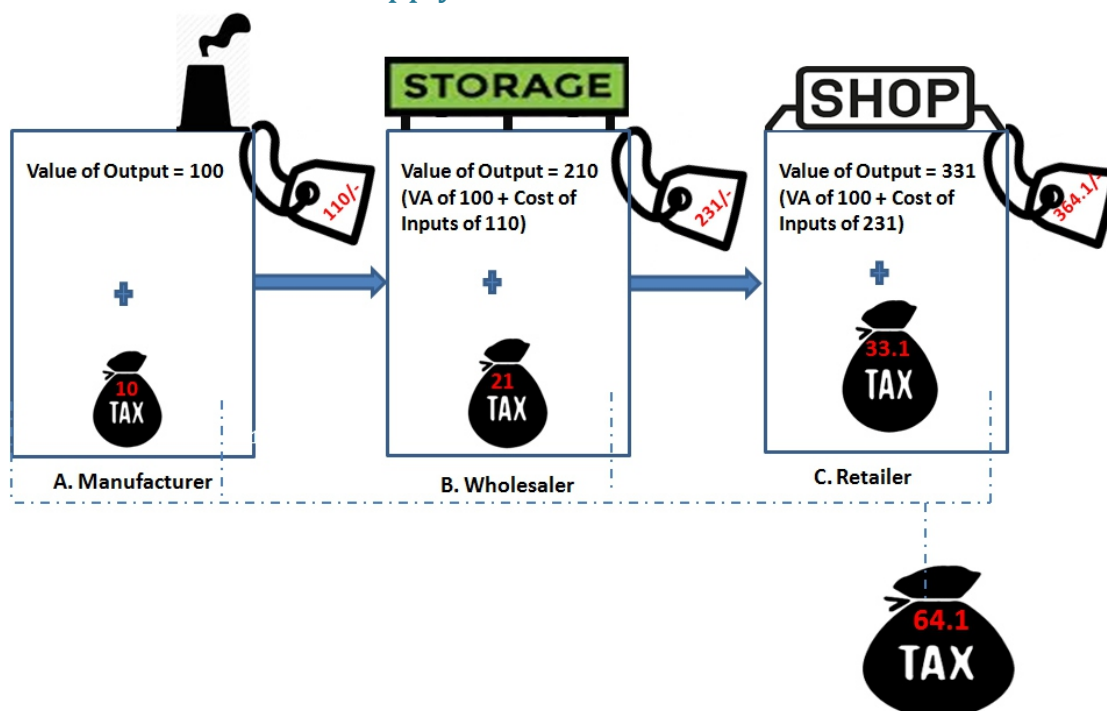 STORAGE
SHOP
Value of Output = 100
110/-
Value of Output = 210
(VA of 100 + Cost of
Inputs of 110)
231/-
Value of Output = 331
(VA of 100 + Cost of
Inputs of 231)
364.1/-
10
TAX
21
TAX
33.1
TAX
A. Manufacturer
B. Wholesaler
C. Retailer
64.1
TAX